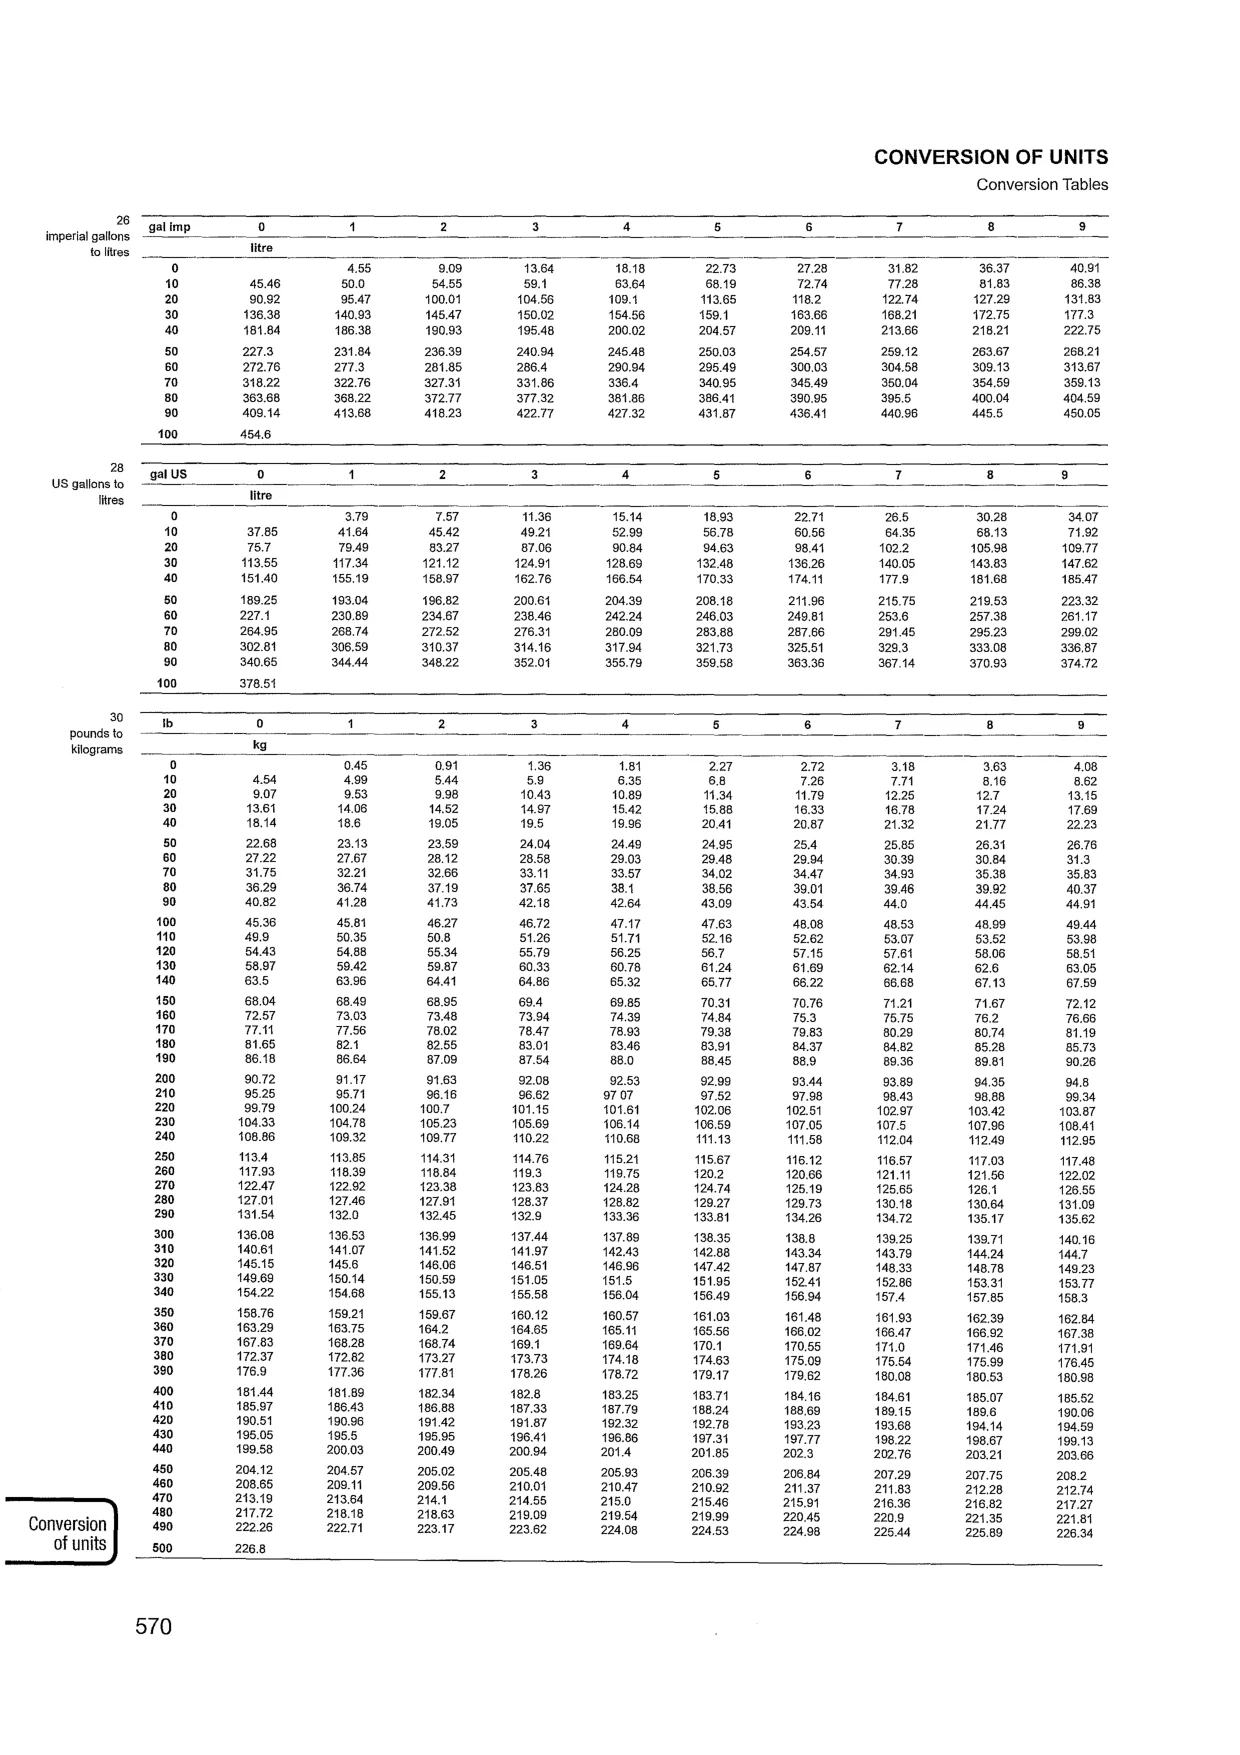 CONVERSION OF UNITS
Conversion Tables
26
imperial gallons
to litres
gal imp 0 1 2 3 4 5 6 7 8 9
litre
0 4.55 9.09 13.64 18.18 22.73 27.28 31.82 36.37 40.91
10 45.46 50.0 54.55 59.1 63.64 68.19 72.74 77.28 81.83 86.38
20 90.92 95.47 100.01 104.56 109.1 113.65 118.2 122.74 127.29 131.83
30 136.38 140.93 145.47 150.02 154.56 159.1 163.66 168.21 172.75 177.3
40 181.84 186.38 190.93 195.48 200.02 204.57 209.11 213.66 218.21 222.75
50 227.3 231.84 236.39 240.94 245.48 250.03 254.57 259.12 263.67 268.21
60 272.76 277.3 281.85 286.4 290.94 295.49 300.03 304.58 309.13 313.67
70 318.22 322.76 327.31 331.86 336.4 340.95 345.49 350.04 354.59 359.13
80 363.68 368.22 372.77 377.32 381.86 386.41 390.95 395.5 400.04 404.59
90 409.14 413.68 418.23 422.77 427.32 431.87 436.41 440.96 445.5 450.05
100 454.6
28
US gallons to
litres
gal US 0 1 2 3 4 5 6 7 8 9
litre
0 3.79 7.57 11.36 15.14 18.93 22.71 26.5 30.28 34.07
10 37.85 41.64 45.42 49.21 52.99 56.78 60.56 64.35 68.13 71.92
20 75.7 79.49 83.27 87.06 90.84 94.63 98.41 102.2 105.98 109.77
30 113.55 117.34 121.12 124.91 128.69 132.48 136.26 140.05 143.83 147.62
40 151.40 155.19 158.97 162.76 166.54 170.33 174.11 177.9 181.68 185.47
50 189.25 193.04 196.82 200.61 204.39 208.18 211.96 215.75 219.53 223.32
60 227.1 230.89 234.67 238.46 242.24 246.03 249.81 253.6 257.38 261.17
70 264.95 268.74 272.52 276.31 280.09 283.88 287.66 291.45 295.23 299.02
80 302.81 306.59 310.37 314.16 317.94 321.73 325.51 329.3 333.08 336.87
90 340.65 344.44 348.22 352.01 355.79 359.58 363.36 367.14 370.93 374.72
100 378.51
30
pounds to
kilograms
lb 0 1 2 3 4 5 6 7 8 9
kg
0 0.45 0.91 1.36 1.81 2.27 2.72 3.18 3.63 4.08
10 4.54 4.99 5.44 5.9 6.35 6.8 7.26 7.71 8.16 8.62
20 9.07 9.53 9.98 10.43 10.89 11.34 11.79 12.25 12.7 13.15
30 13.61 14.06 14.52 14.97 15.42 15.88 16.33 16.78 17.24 17.69
40 18.14 18.6 19.05 19.5 19.96 20.41 20.87 21.32 21.77 22.23
50 22.68 23.13 23.59 24.04 24.49 24.95 25.4 25.85 26.31 26.76
60 27.22 27.67 28.12 28.58 29.03 29.48 29.94 30.39 30.84 31.3
70 31.75 32.21 32.66 33.11 33.57 34.02 34.47 34.93 35.38 35.83
80 36.29 36.74 37.19 37.65 38.1 38.56 39.01 39.46 39.92 40.37
90 40.82 41.28 41.73 42.18 42.64 43.09 43.54 44.0 44.45 44.91
100 45.36 45.81 46.27 46.72 47.17 47.63 48.08 48.53 48.99 49.44
110 49.9 50.35 50.8 51.26 51.71 52.16 52.62 53.07 53.52 53.98
120 54.43 54.88 55.34 55.79 56.25 56.7 57.15 57.61 58.06 58.51
130 58.97 59.42 59.87 60.33 60.78 61.24 61.69 62.14 62.6 63.05
140 63.5 63.96 64.41 64.86 65.32 65.77 66.22 66.68 67.13 67.59
150 68.04 68.49 68.95 69.4 69.85 70.31 70.76 71.21 71.67 72.12
160 72.57 73.03 73.48 73.94 74.39 74.84 75.3 75.75 76.2 76.66
170 77.11 77.56 78.02 78.47 78.93 79.38 79.83 80.29 80.74 81.19
180 81.65 82.1 82.55 83.01 83.46 83.91 84.37 84.82 85.28 85.73
190 86.18 86.64 87.09 87.54 88.0 88.45 88.9 89.36 89.81 90.26
200 90.72 91.17 91.63 92.08 92.53 92.99 93.44 93.89 94.35 94.8
210 95.25 95.71 96.16 96.62 97 07 97.52 97.98 98.43 98.88 99.34
220 99.79 100.24 100.7 101.15 101.61 102.06 102.51 102.97 103.42 103.87
230 104.33 104.78 105.23 105.69 106.14 106.59 107.05 107.5 107.96 108.41
240 108.86 109.32 109.77 110.22 110.68 111.13 111.58 112.04 112.49 112.95
250 113.4 113.85 114.31 114.76 115.21 115.67 116.12 116.57 117.03 117.48
260 117.93 118.39 118.84 119.3 119.75 120.2 120.66 121.11 121.56 122.02
270 122.47 122.92 123.38 123.83 124.28 124.74 125.19 125.65 126.1 126.55
280 127.01 127.46 127.91 128.37 128.82 129.27 129.73 130.18 130.64 131.09
290 131.54 132.0 132.45 132.9 133.36 133.81 134.26 134.72 135.17 135.62
300 136.08 136.53 136.99 137.44 137.89 138.35 138.8 139.25 139.71 140.16
310 140.61 141.07 141.52 141.97 142.43 142.88 143.34 143.79 144.24 144.7
320 145.15 145.6 146.06 146.51 146.96 147.42 147.87 148.33 148.78 149.23
330 149.69 150.14 150.59 151.05 151.5 151.95 152.41 152.86 153.31 153.77
340 154.22 154.68 155.13 155.58 156.04 156.49 156.94 157.4 157.85 158.3
350 158.76 159.21 159.67 160.12 160.57 161.03 161.48 161.93 162.39 162.84
360 163.29 163.75 164.2 164.65 165.11 165.56 166.02 166.47 166.92 167.38
370 167.83 168.28 168.74 169.1 169.64 170.1 170.55 171.0 171.46 171.91
380 172.37 172.82 173.27 173.73 174.18 174.63 175.09 175.54 175.99 176.45
390 176.9 177.36 177.81 178.26 178.72 179.17 179.62 180.08 180.53 180.98
400 181.44 181.89 182.34 182.8 183.25 183.71 184.16 184.61 185.07 185.52
410 185.97 186.43 186.88 187.33 187.79 188.24 188.69 189.15 189.6 190.06
420 190.51 190.96 191.42 191.87 192.32 192.78 193.23 193.68 194.14 194.59
430 195.05 195.5 195.95 196.41 196.86 197.31 197.77 198.22 198.67 199.13
440 199.58 200.03 200.49 200.94 201.4 201.85 202.3 202.76 203.21 203.66
450 204.12 204.57 205.02 205.48 205.93 206.39 206.84 207.29 207.75 208.2
460 208.65 209.11 209.56 210.01 210.47 210.92 211.37 211.83 212.28 212.74
470 213.19 213.64 214.1 214.55 215.0 215.46 215.91 216.36 216.82 217.27
480 217.72 218.18 218.63 219.09 219.54 219.99 220.45 220.9 221.35 221.81
490 222.26 222.71 223.17 223.62 224.08 224.53 224.98 225.44 225.89 226.34
500 226.8
Conversion
of units
570